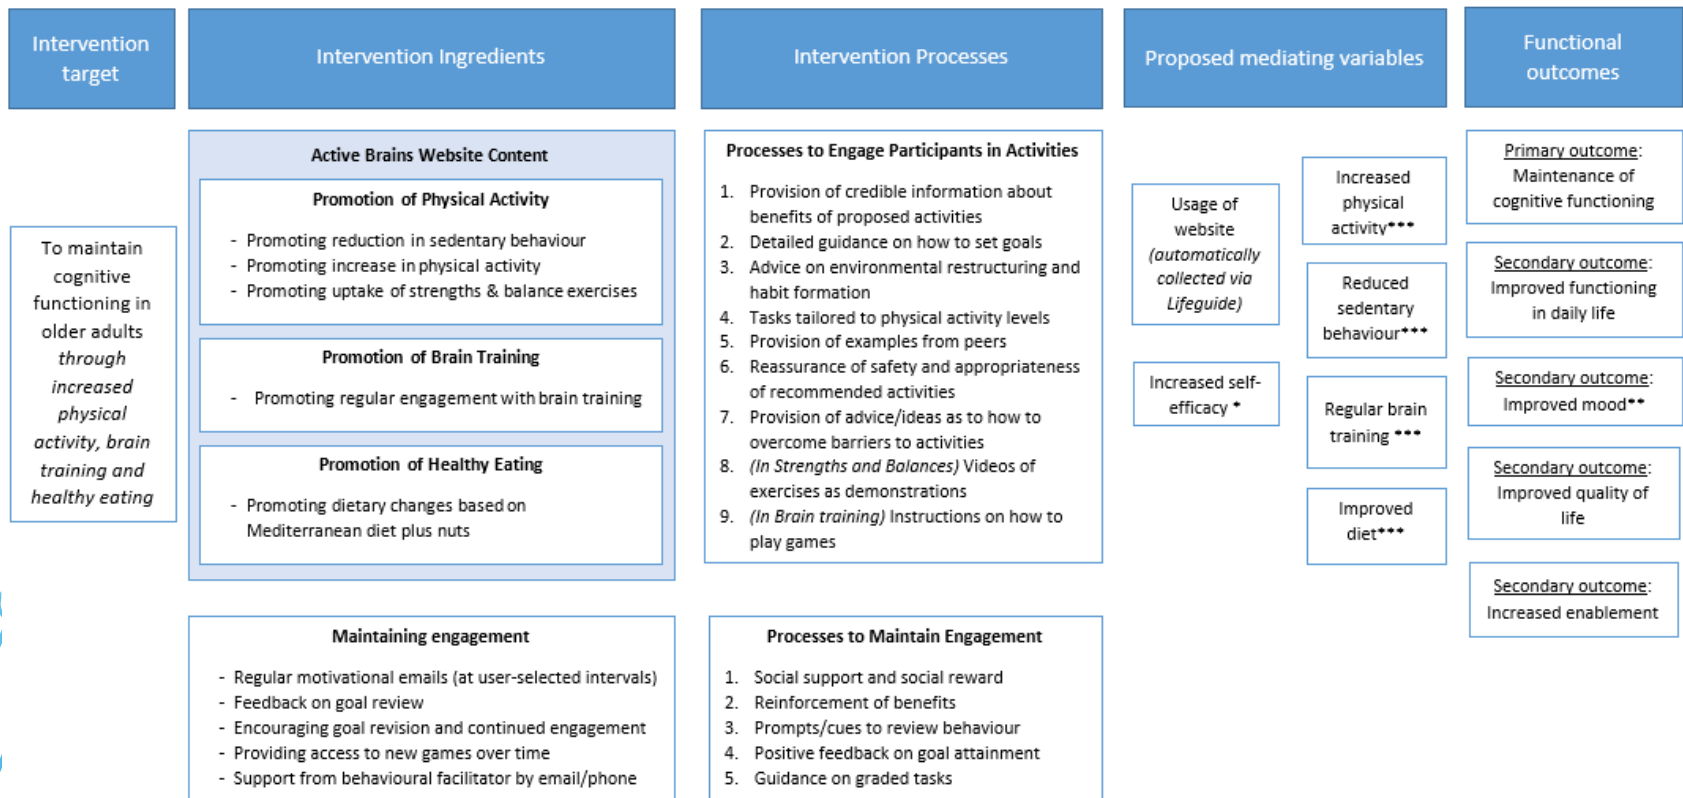 Intervention
target
Intervention Ingredients
Intervention Processes
Proposed mediating variables
Functional
outcomes
To maintain
cognitive
functioning in
older adults
through
increased
physical
activity, brain
training and
healthy eating
Active Brains Website Content
Promotion of Physical Activity
- Promoting reduction in sedentary behaviour
- Promoting increase in physical activity
- Promoting uptake of strengths & balance exercises
Promotion of Brain Training
- Promoting regular engagement with brain training
Promotion of Healthy Eating
- Promoting dietary changes based on
Mediterranean diet plus nuts
Maintaining engagement
- Regular motivational emails (at user-selected intervals)
- Feedback on goal review
- Encouraging goal revision and continued engagement
- Providing access to new games over time
- Support from behavioural facilitator by email/phone
Processes to Engage Participants in Activities
1. Provision of credible information about
benefits of proposed activities
2. Detailed guidance on how to set goals
3. Advice on environmental restructuring and
habit formation
4. Tasks tailored to physical activity levels
5. Provision of examples from peers
6. Reassurance of safety and appropriateness
of recommended activities
7. Provision of advice/ideas as to how to
overcome barriers to activities
8. (In Strengths and Balances) Videos of
exercises as demonstrations
9. (In Brain training) Instructions on how to
play games
Processes to Maintain Engagement
1. Social support and social reward
2. Reinforcement of benefits
3. Prompts/cues to review behaviour
4. Positive feedback on goal attainment
5. Guidance on graded tasks
Usage of
website
(automatically
collected via
Lifeguide)
Increased self-
efficacy *
Increased
physical
activity***
Reduced
sedentary
behaviour***
Regular brain
training ***
Improved
diet***
Primary outcome:
Maintenance of
cognitive functioning
Secondary outcome:
Improved functioning
in daily life
Secondary outcome:
Improved mood**
Secondary outcome:
Improved quality of
life
Secondary outcome:
Increased enablement